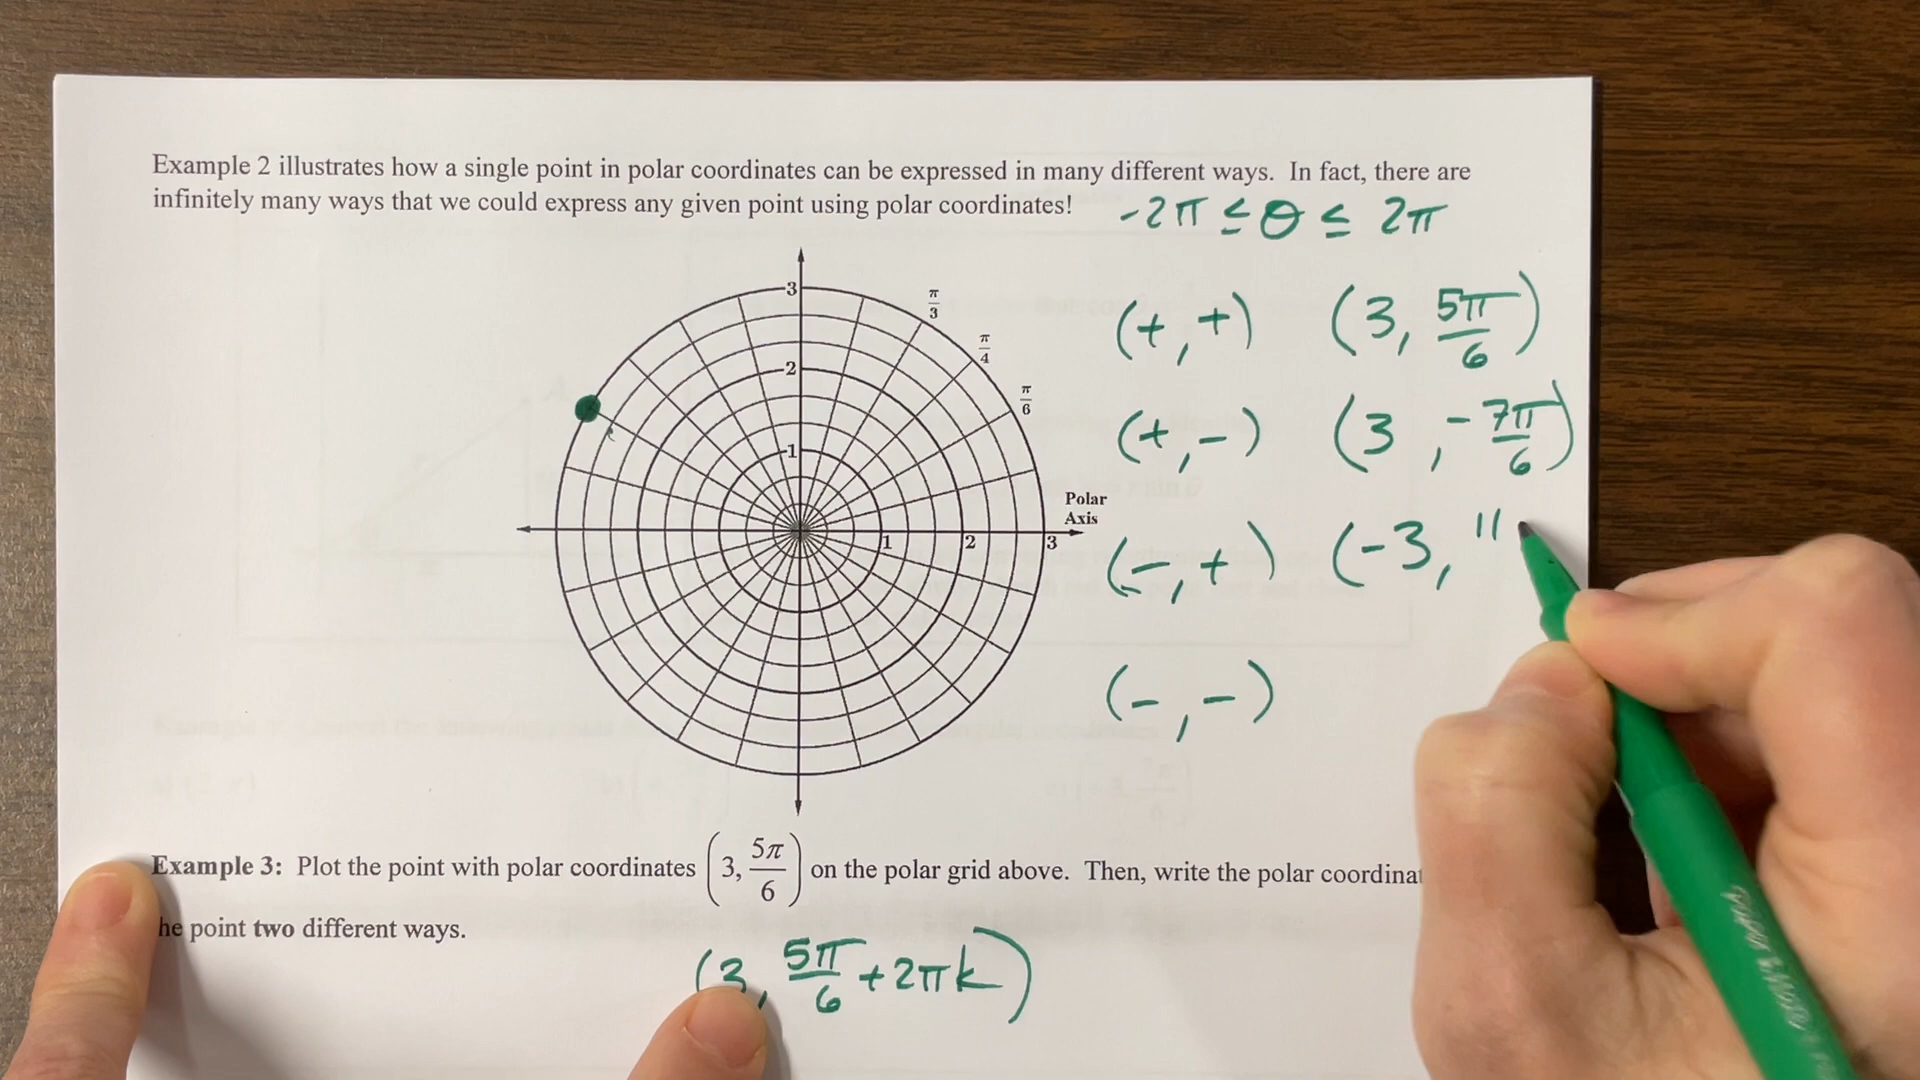 Example 2 illustrates how a single point in polar coordinates can be expressed in many different ways. In fact, there are
infinitely many ways that we could express any given point using polar coordinates!
-2π ≤ θ ≤ 2π
3
π/3
π/4
2
π/6
1
Polar
Axis
1 2 3
(+, +) (3, 5π/6)
(+, -) (3, -7π/6)
(-, +) (-3, 11
(-, -)
Example 3: Plot the point with polar coordinates (3, 5π/6) on the polar grid above. Then, write the polar coordina
he point two different ways.
(3, 5π/6 + 2πk)